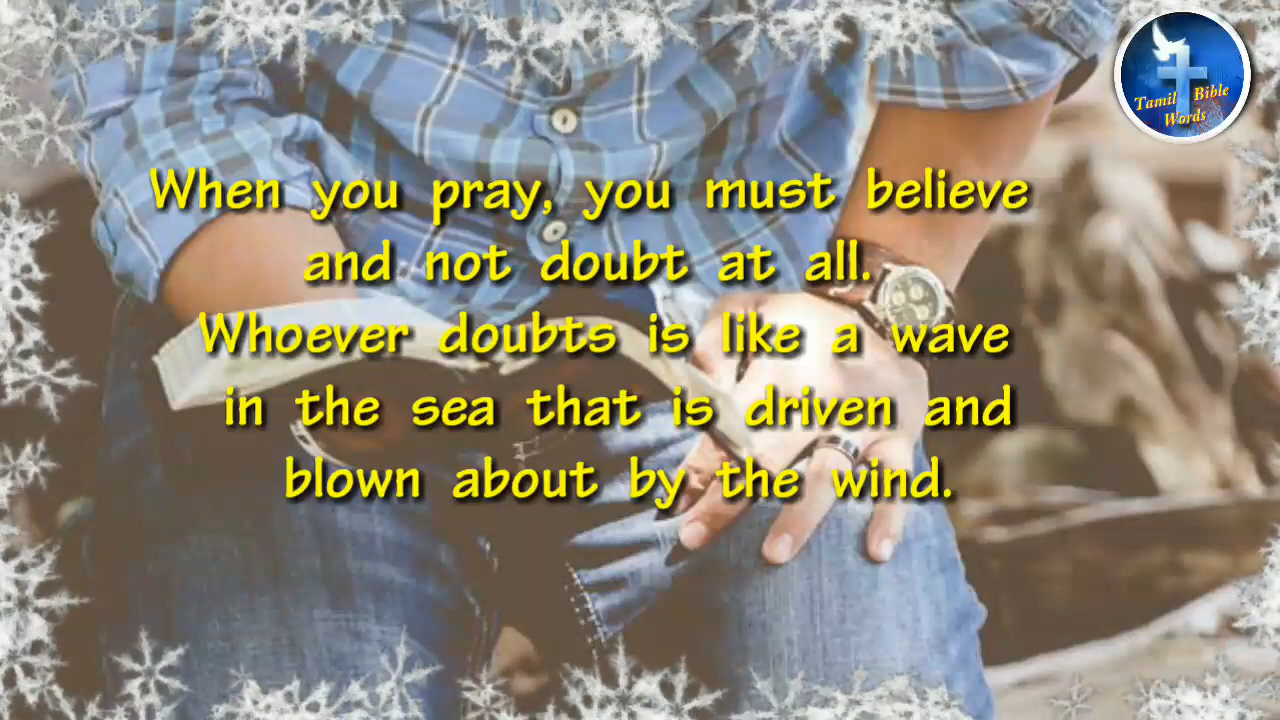 Tamil Bible
Words
When you pray, you must believe
and not doubt at all.
Whoever doubts is like a wave
in the sea that is driven and
blown about by the wind.